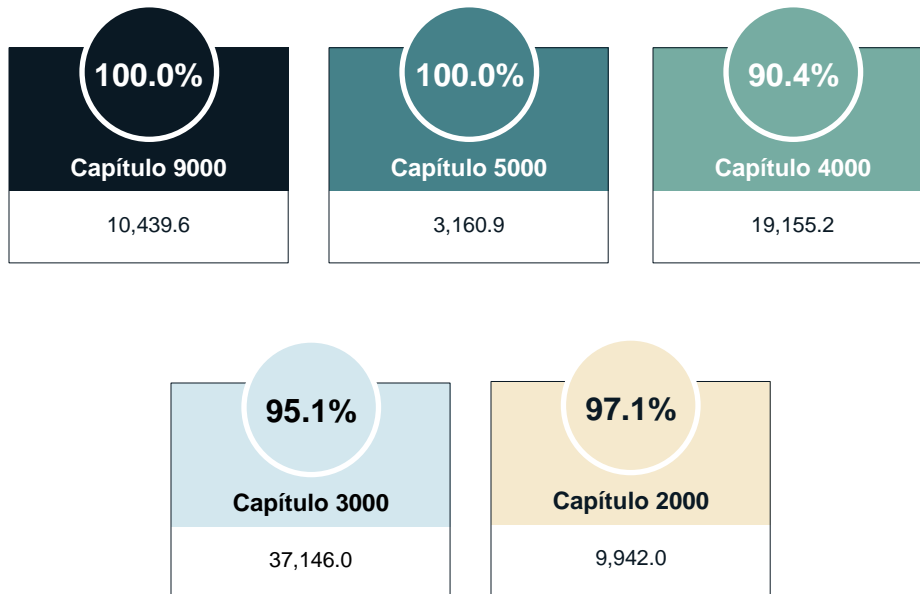 100.0%
Capítulo 9000
10,439.6
100.0%
Capítulo 5000
3,160.9
90.4%
Capítulo 4000
19,155.2
95.1%
Capítulo 3000
37,146.0
97.1%
Capítulo 2000
9,942.0